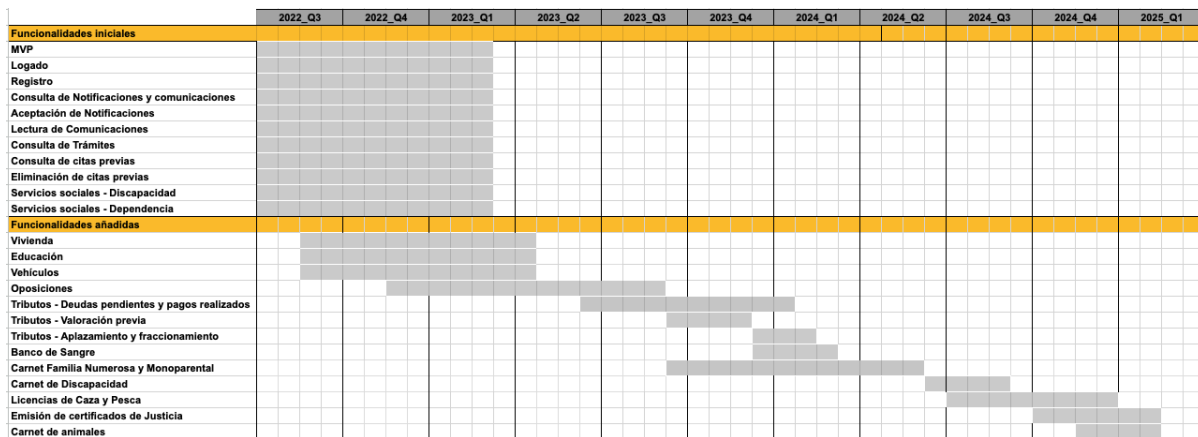 2022_Q3 2022_Q4 2023_Q1 2023_Q2 2023_Q3 2023_Q4 2024_Q1 2024_Q2 2024_Q3 2024_Q4 2025_Q1
Funcionalidades iniciales
MVP
Logado
Registro
Consulta de Notificaciones y comunicaciones
Aceptación de Notificaciones
Lectura de Comunicaciones
Consulta de Trámites
Consulta de citas previas
Eliminación de citas previas
Servicios sociales - Discapacidad
Servicios sociales - Dependencia
Funcionalidades añadidas
Vivienda
Educación
Vehículos
Oposiciones
Tributos - Deudas pendientes y pagos realizados
Tributos - Valoración previa
Tributos - Aplazamiento y fraccionamiento
Banco de Sangre
Carnet Familia Numerosa y Monoparental
Carnet de Discapacidad
Licencias de Caza y Pesca
Emisión de certificados de Justicia
Carnet de animales